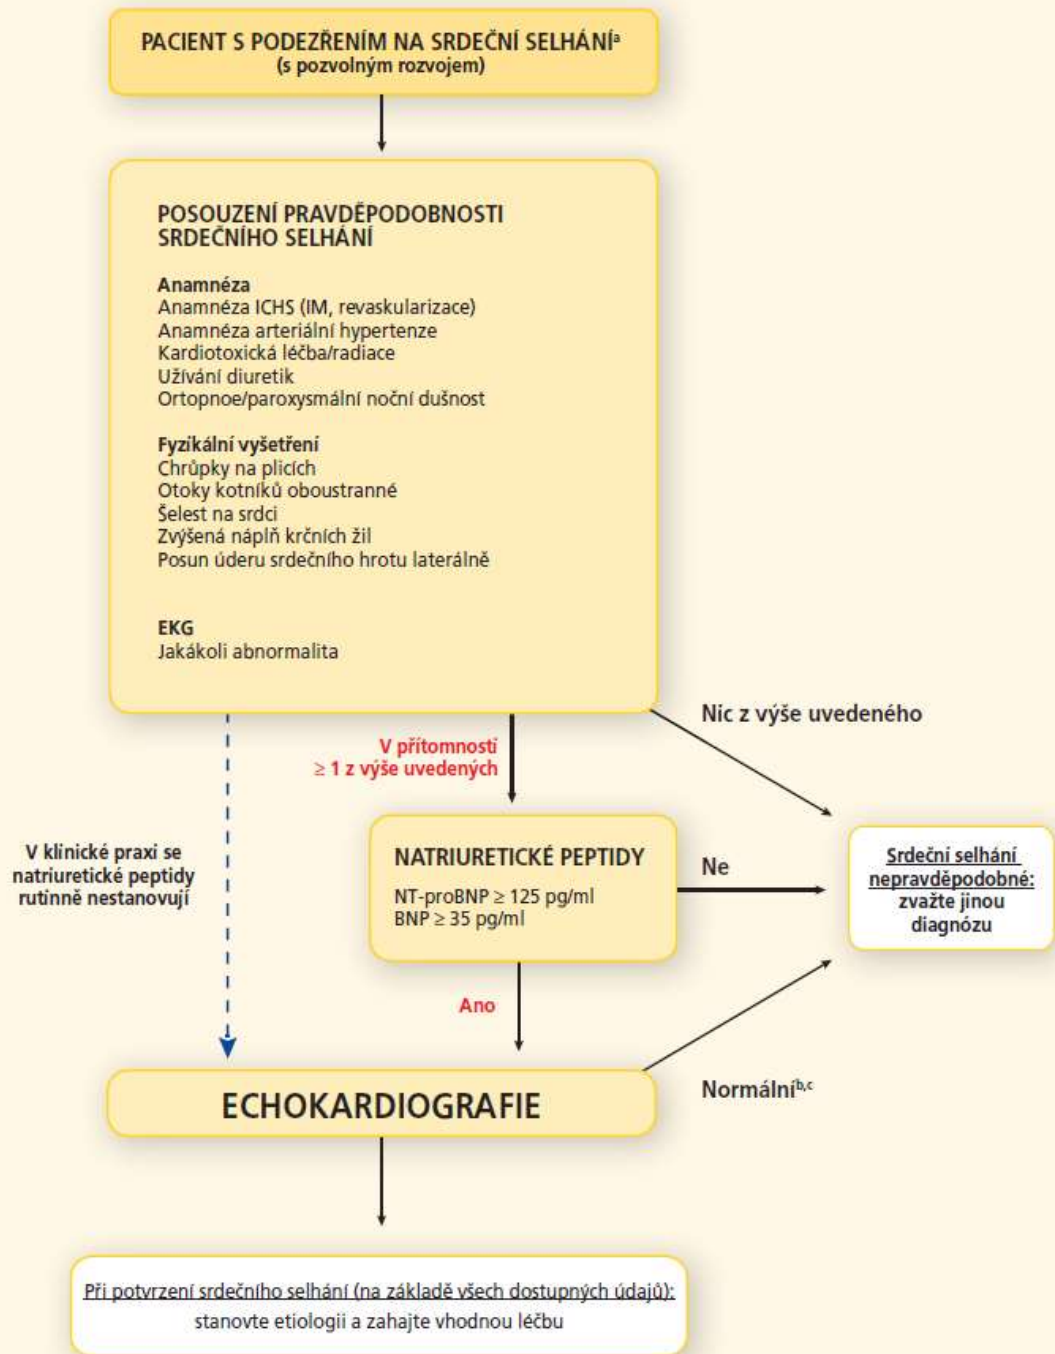 PACIENT S PODEZŘENÍM NA SRDEČNÍ SELHÁNÍᵃ
(s pozvolným rozvojem)
POSOUZENÍ PRAVDĚPODOBNOSTI
SRDEČNÍHO SELHÁNÍ
Anamnéza
Anamnéza ICHS (IM, revaskularizace)
Anamnéza arteriální hypertenze
Kardiotoxická léčba/radiace
Užívání diuretik
Ortopnoe/paroxysmální noční dušnost
Fyzikální vyšetření
Chrůpky na plicích
Otoky kotníků oboustranné
Šelest na srdci
Zvýšená náplň krčních žil
Posun úderu srdečního hrotu laterálně
EKG
Jakákoli abnormalita
Nic z výše uvedeného
V přítomnosti
≥ 1 z výše uvedených
V klinické praxi se
natriuretické peptidy
rutinně nestanovují
NATRIURETICKÉ PEPTIDY
NT-proBNP ≥ 125 pg/ml
BNP ≥ 35 pg/ml
Ne
Srdeční selhání
nepravděpodobné:
zvažte jinou
diagnózu
Ano
ECHOKARDIOGRAFIE
Normálníᵇ,ᶜ
Při potvrzení srdečního selhání (na základě všech dostupných údajů):
stanovte etiologii a zahajte vhodnou léčbu